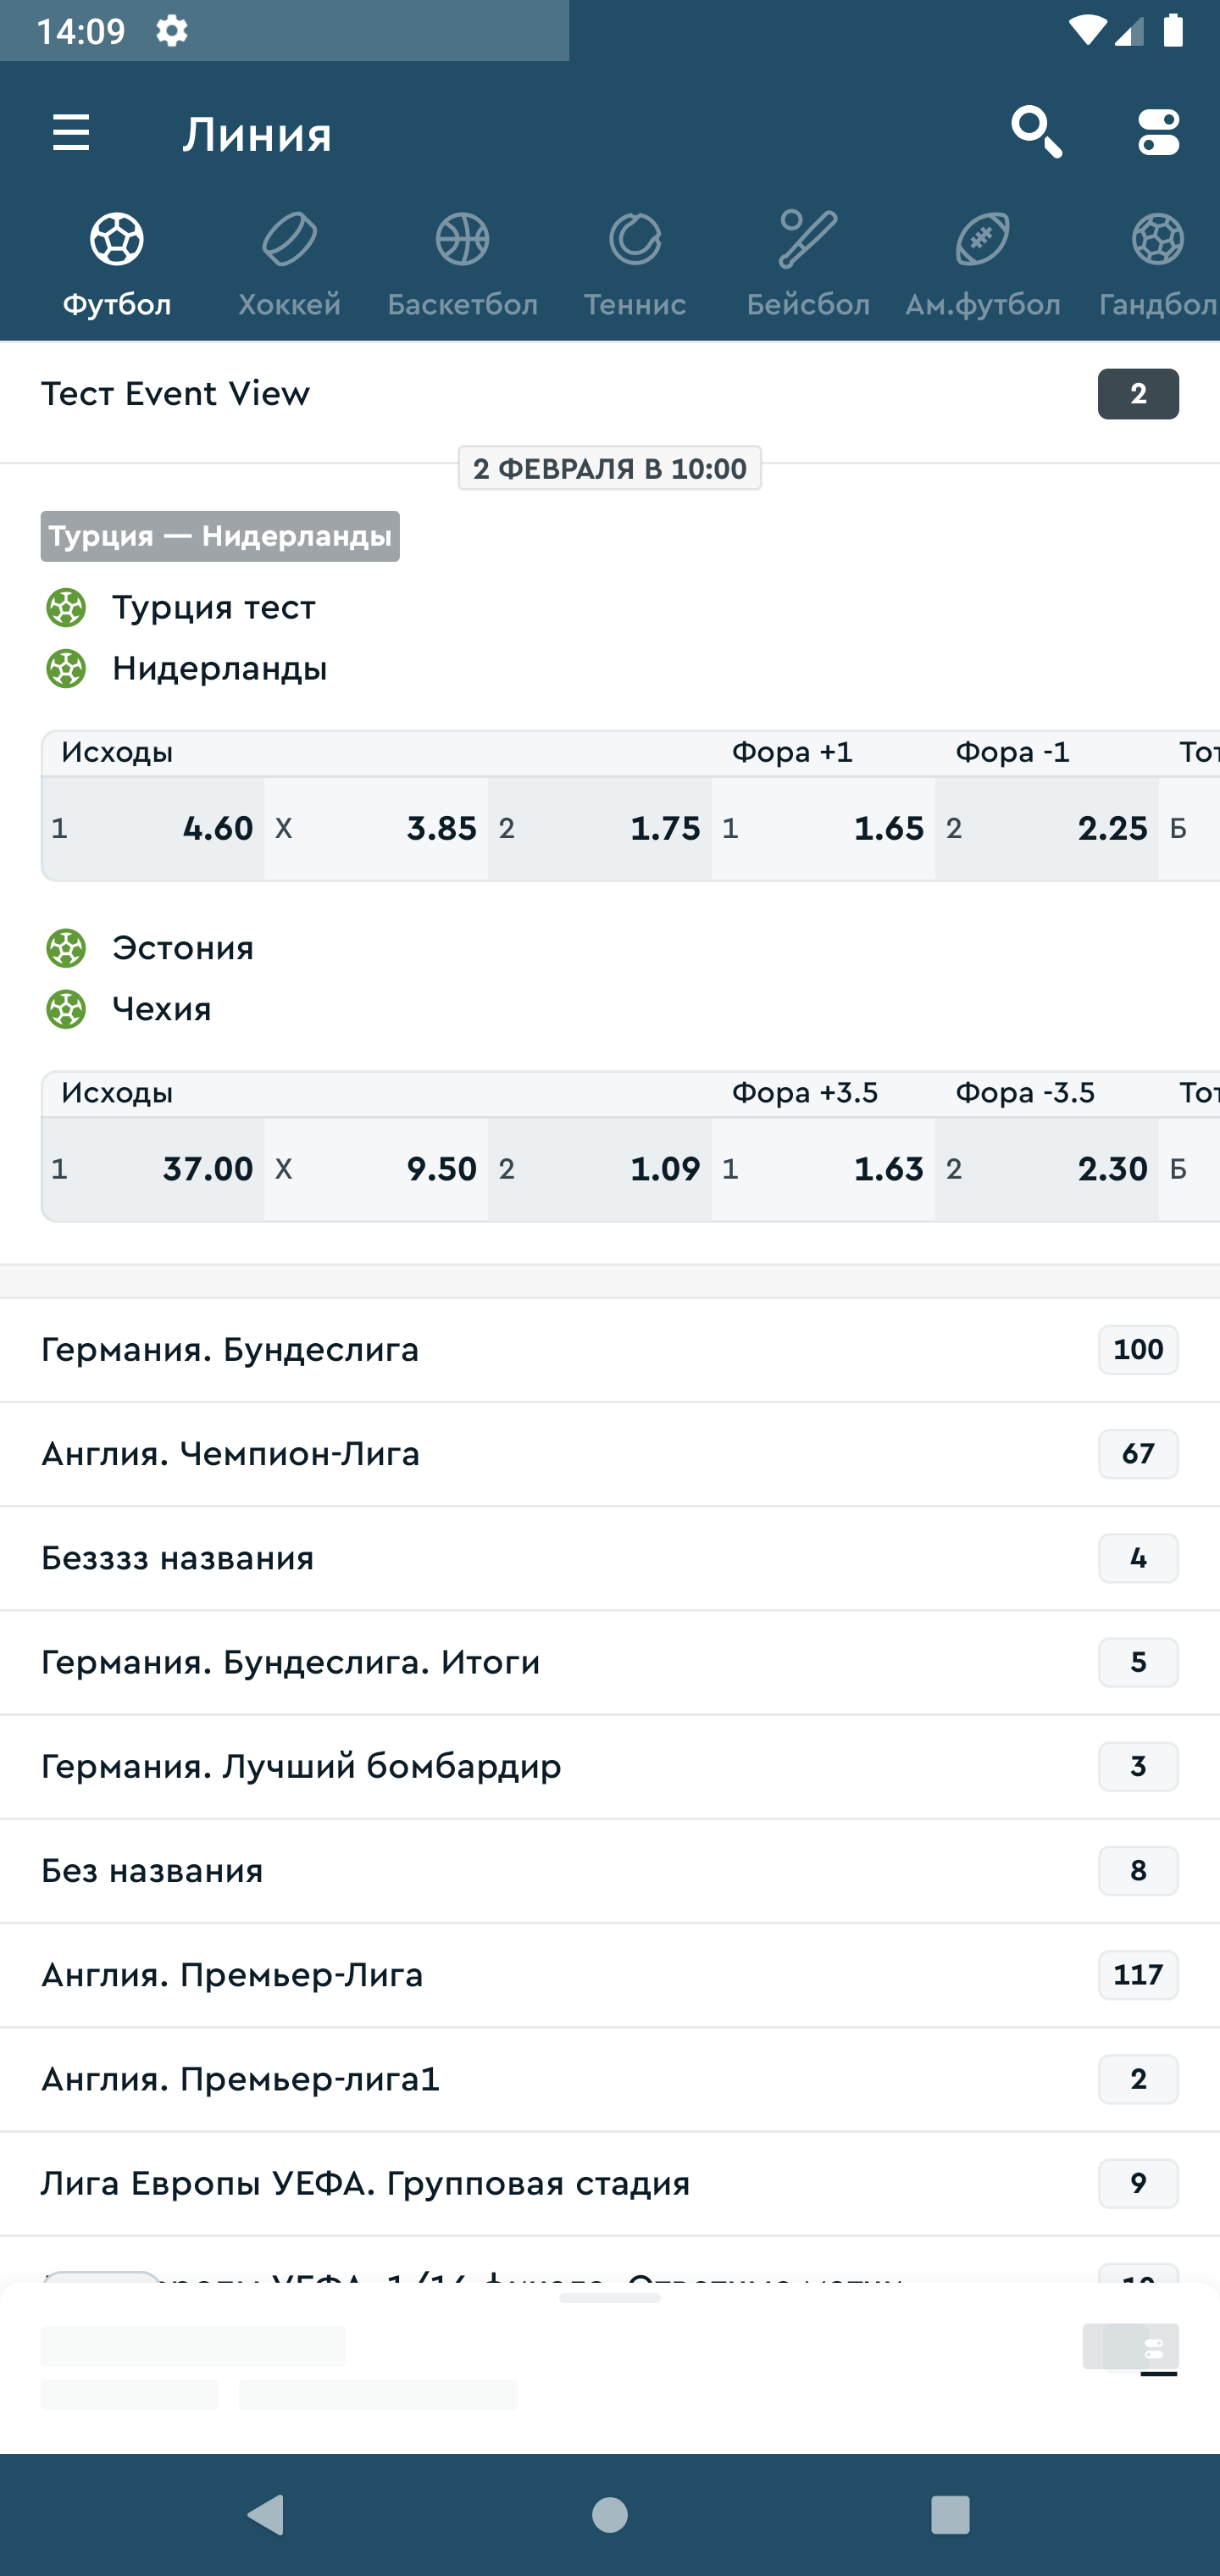 14:09
Линия
Футбол Хоккей Баскетбол Теннис Бейсбол Ам.футбол Гандбол
Тест Event View 2
2 ФЕВРАЛЯ В 10:00
Турция — Нидерланды
Турция тест
Нидерланды
Исходы Фора +1 Фора -1
1 4.60 X 3.85 2 1.75 1 1.65 2 2.25 Б
Эстония
Чехия
Исходы Фора +3.5 Фора -3.5
1 37.00 X 9.50 2 1.09 1 1.63 2 2.30 Б
Германия. Бундеслига 100
Англия. Чемпион-Лига 67
Безззз названия 4
Германия. Бундеслига. Итоги 5
Германия. Лучший бомбардир 3
Без названия 8
Англия. Премьер-Лига 117
Англия. Премьер-лига1 2
Лига Европы УЕФА. Групповая стадия 9